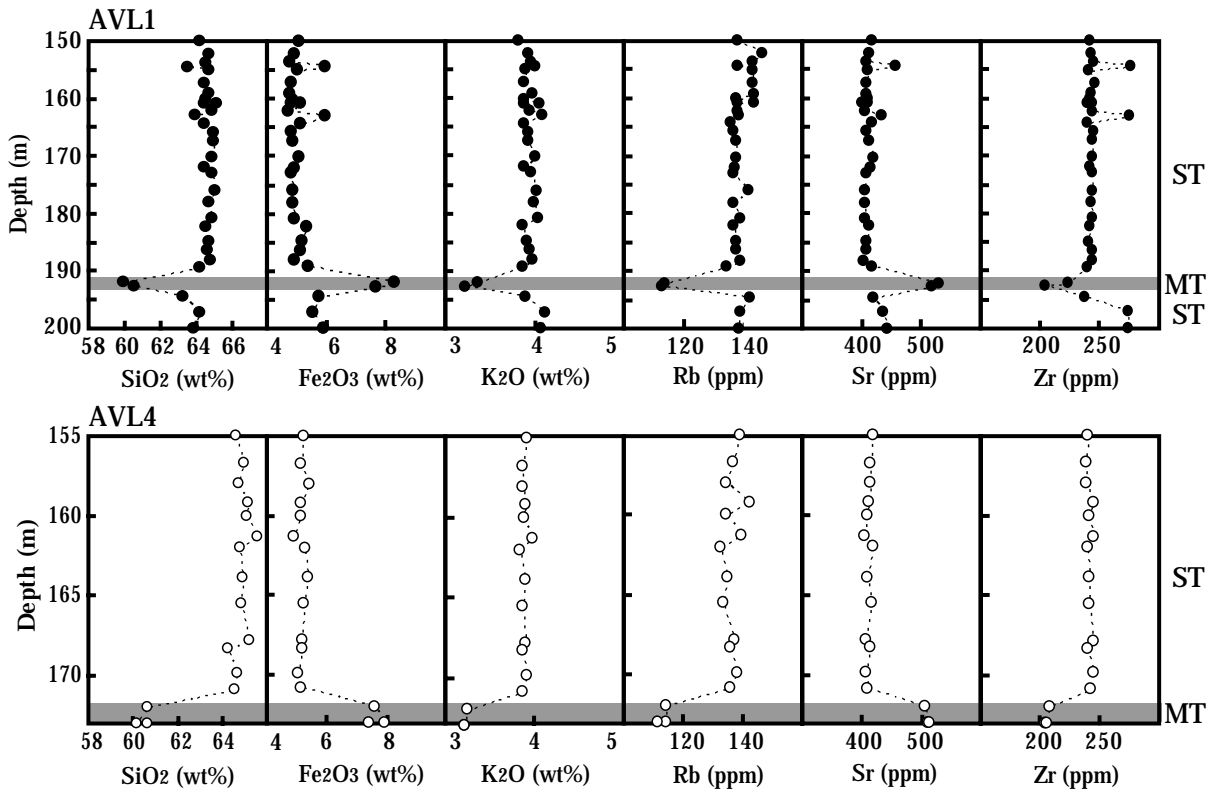 AVL1
150
160
170
180
190
200
Depth (m)
ST
MT
ST
58 60 62 64 66
4 6 8
3 4 5
120 140
400 500
200 250
SiO2 (wt%)
Fe2O3 (wt%)
K2O (wt%)
Rb (ppm)
Sr (ppm)
Zr (ppm)
AVL4
155
160
165
170
Depth (m)
ST
MT
58 60 62 65
4 6 8
3 4 5
120 140
400 500
200 250
SiO2 (wt%)
Fe2O3 (wt%)
K2O (wt%)
Rb (ppm)
Sr (ppm)
Zr (ppm)